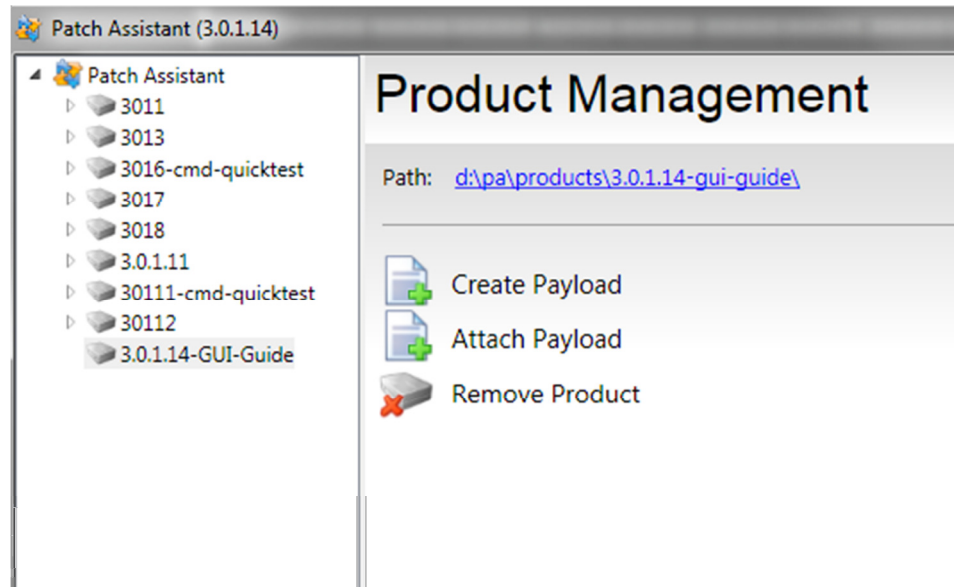 Patch Assistant (3.0.1.14)
Patch Assistant
3011
3013
3016-cmd-quicktest
3017
3018
3.0.1.11
30111-cmd-quicktest
30112
3.0.1.14-GUI-Guide
Product Management
Path: d:\pa\products\3.0.1.14-gui-guide\
Create Payload
Attach Payload
Remove Product